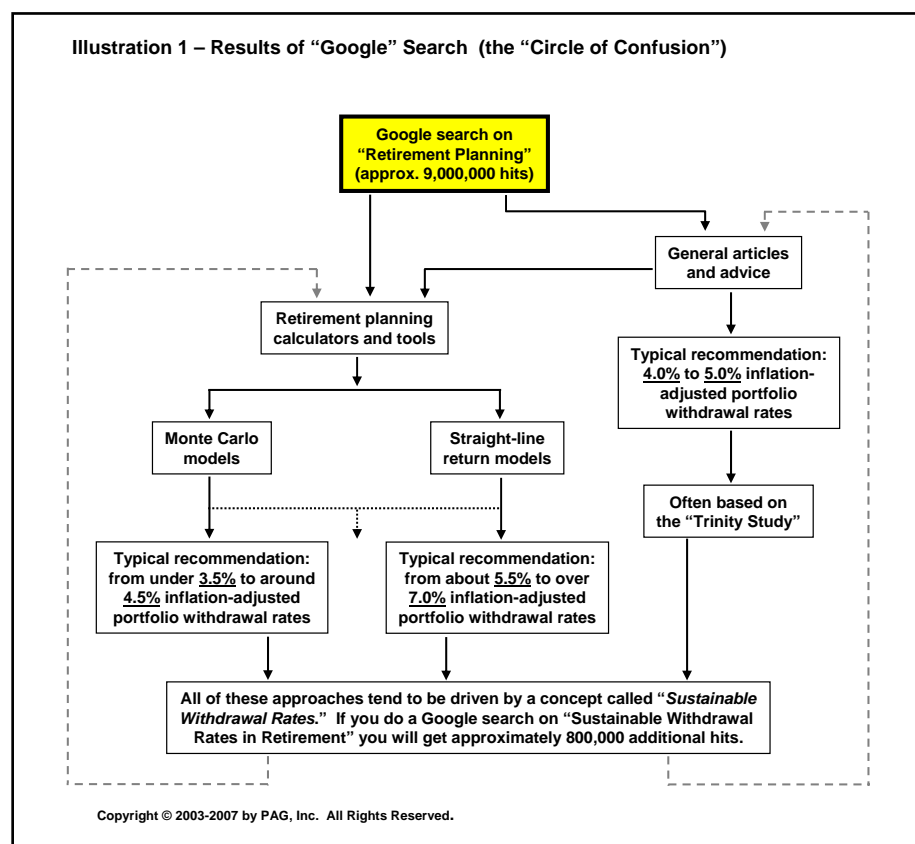 Illustration 1 – Results of “Google” Search (the “Circle of Confusion”)
Google search on
“Retirement Planning”
(approx. 9,000,000 hits)
General articles
and advice
Retirement planning
calculators and tools
Typical recommendation:
4.0% to 5.0% inflation-
adjusted portfolio
withdrawal rates
Monte Carlo
models
Straight-line
return models
Often based on
the “Trinity Study”
Typical recommendation:
from under 3.5% to around
4.5% inflation-adjusted
portfolio withdrawal rates
Typical recommendation:
from about 5.5% to over
7.0% inflation-adjusted
portfolio withdrawal rates
All of these approaches tend to be driven by a concept called “Sustainable
Withdrawal Rates.” If you do a Google search on “Sustainable Withdrawal
Rates in Retirement” you will get approximately 800,000 additional hits.
Copyright © 2003-2007 by PAG, Inc. All Rights Reserved.